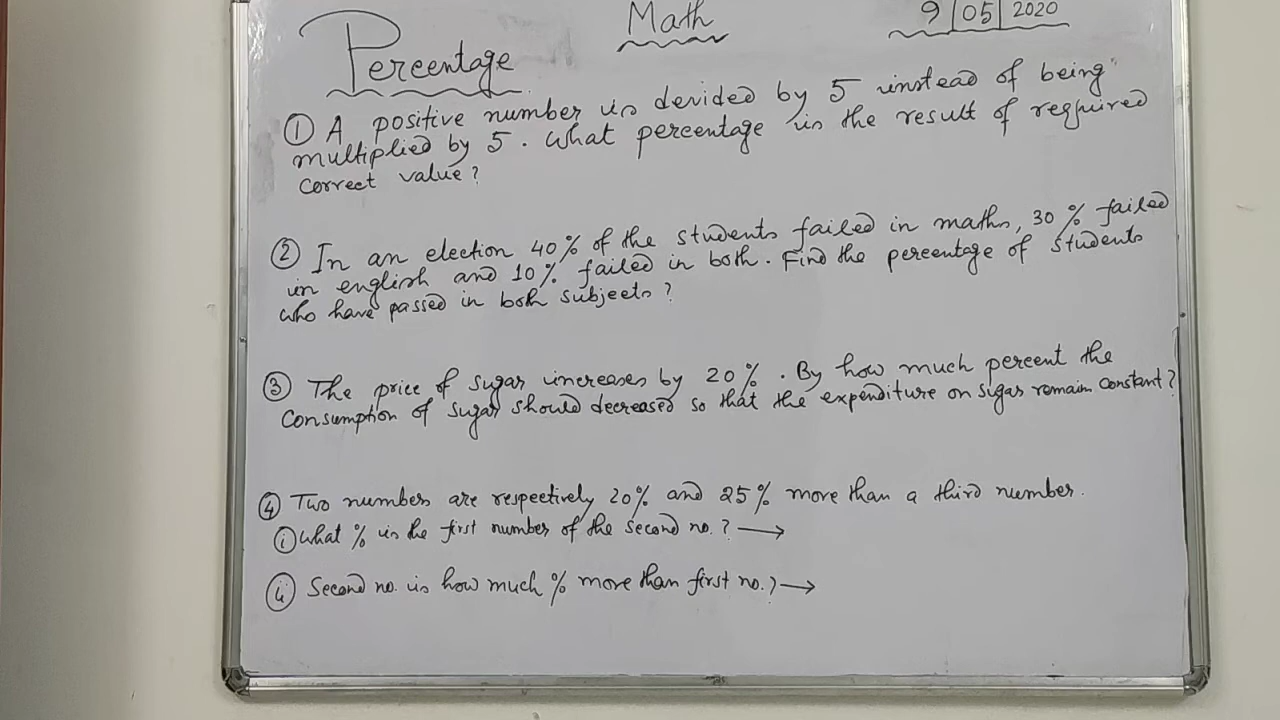 Math
9/05/2020
Percentage
① A positive number is devided by 5 instead of being
multiplied by 5. What percentage is the result of required
correct value?
② In an election 40% of the students failed in maths, 30% failed
in english and 10% failed in both. Find the percentage of students
who have passed in both subjects?
③ The price of sugar increases by 20%. By how much percent the
consumption of sugar should decreased so that the expenditure on sugar remain constant?
④ Two numbers are respectively 20% and 25% more than a third number.
ⓘ What % is the first number of the second no.? →
ⓘⓘ Second no. is how much % more than first no.? →